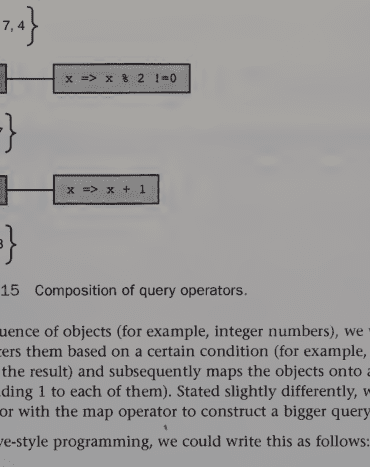 7, 4}
x => x % 2 !=0
}
x => x + 1
}
15 Composition of query operators.
uence of objects (for example, integer numbers), we
ers them based on a certain condition (for example,
the result) and subsequently maps the objects onto a
ding 1 to each of them). Stated slightly differently, w
or with the map operator to construct a bigger query
ve-style programming, we could write this as follows: